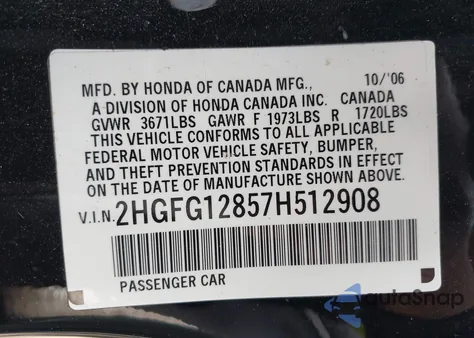 MFD. BY HONDA OF CANADA MFG., 10/'06
A DIVISION OF HONDA CANADA INC. CANADA
GVWR 3671LBS GAWR F 1973LBS R 1720LBS
THIS VEHICLE CONFORMS TO ALL APPLICABLE
FEDERAL MOTOR VEHICLE SAFETY, BUMPER,
AND THEFT PREVENTION STANDARDS IN EFFECT
ON THE DATE OF MANUFACTURE SHOWN ABOVE.
V.I.N. 2HGFG12857H512908
PASSENGER CAR
autoSnap